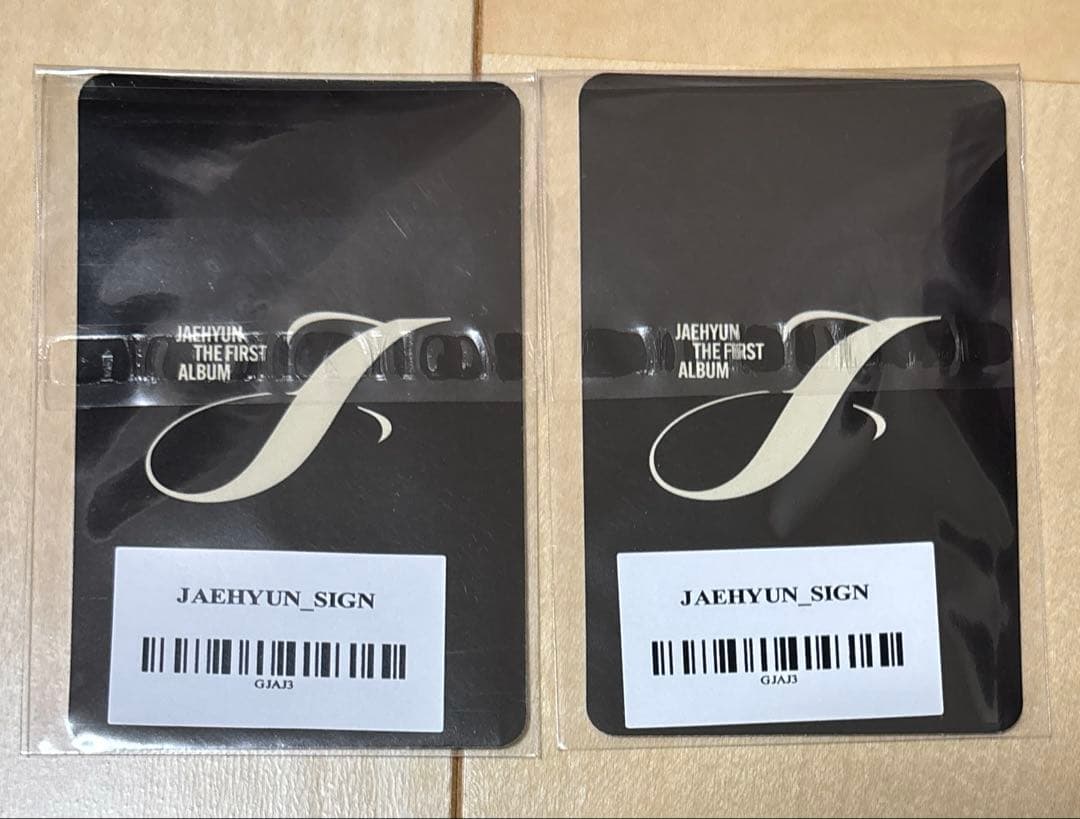 JAEHYUN
THE FIRST
ALBUM
J
JAEHYUN_SIGN
GJAJ3
JAEHYUN
THE FIRST
ALBUM
J
JAEHYUN_SIGN
GJAJ3